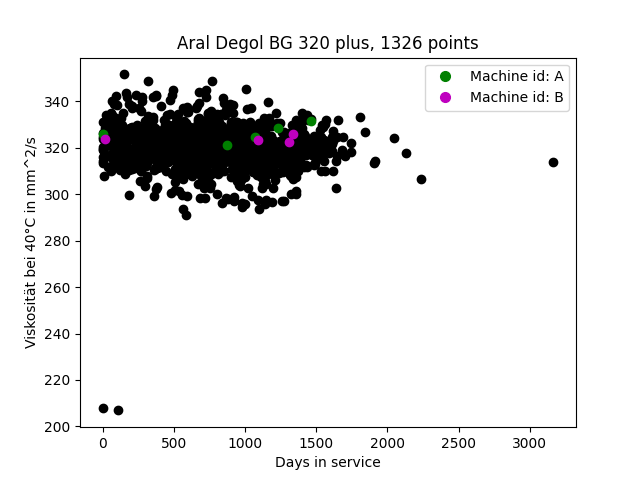 Aral Degol BG 320 plus, 1326 points
Machine id: A
Machine id: B
Viskosität bei 40°C in mm^2/s
340
320
300
280
260
240
220
200
0 500 1000 1500 2000 2500 3000
Days in service